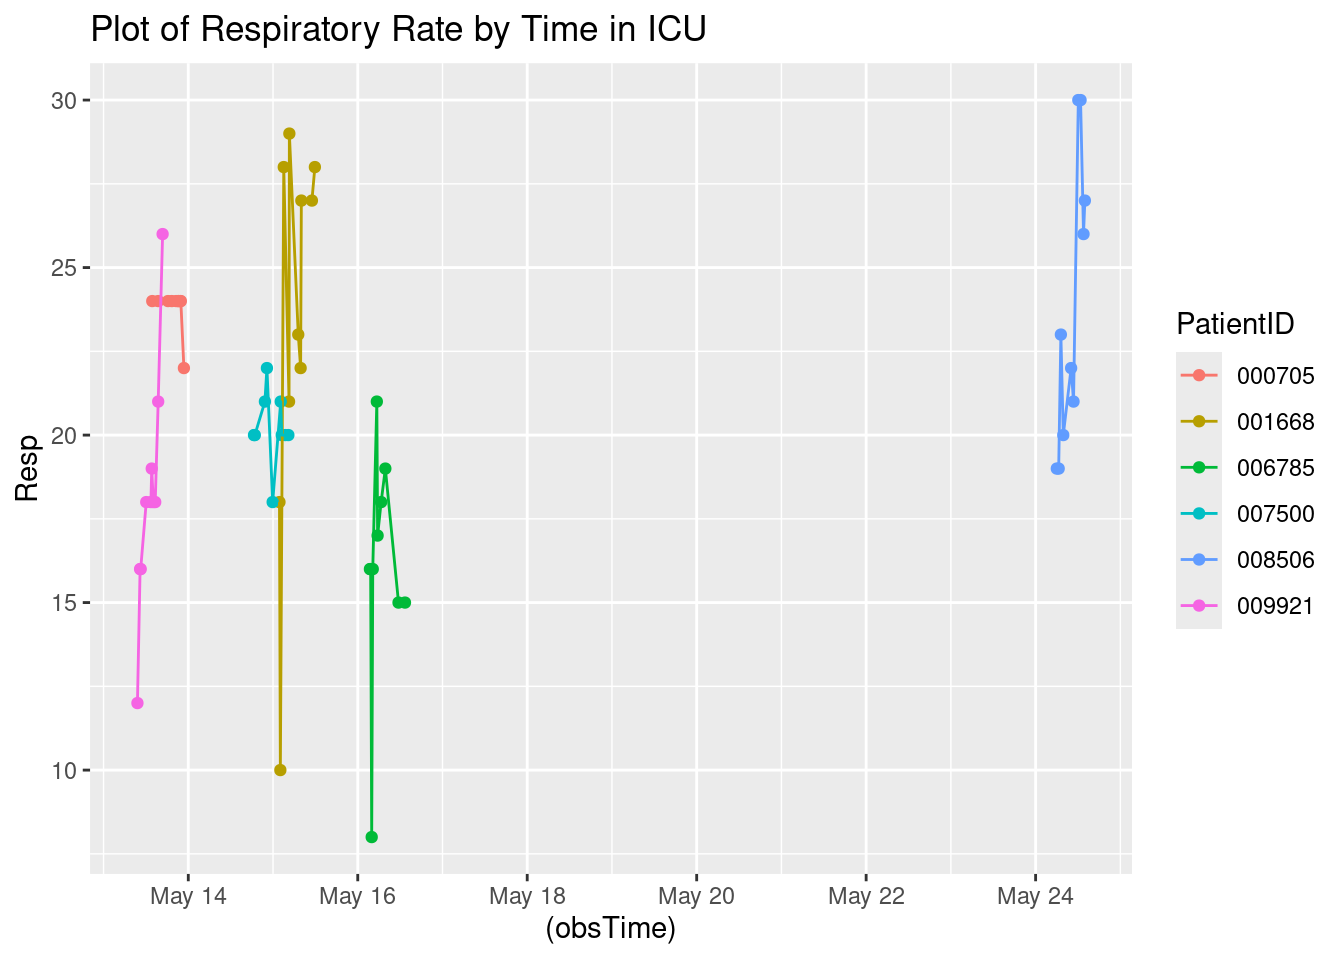 Plot of Respiratory Rate by Time in ICU
30
25
20
15
10
Resp
May 14 May 16 May 18 May 20 May 22 May 24
(obsTime)
PatientID
000705
001668
006785
007500
008506
009921